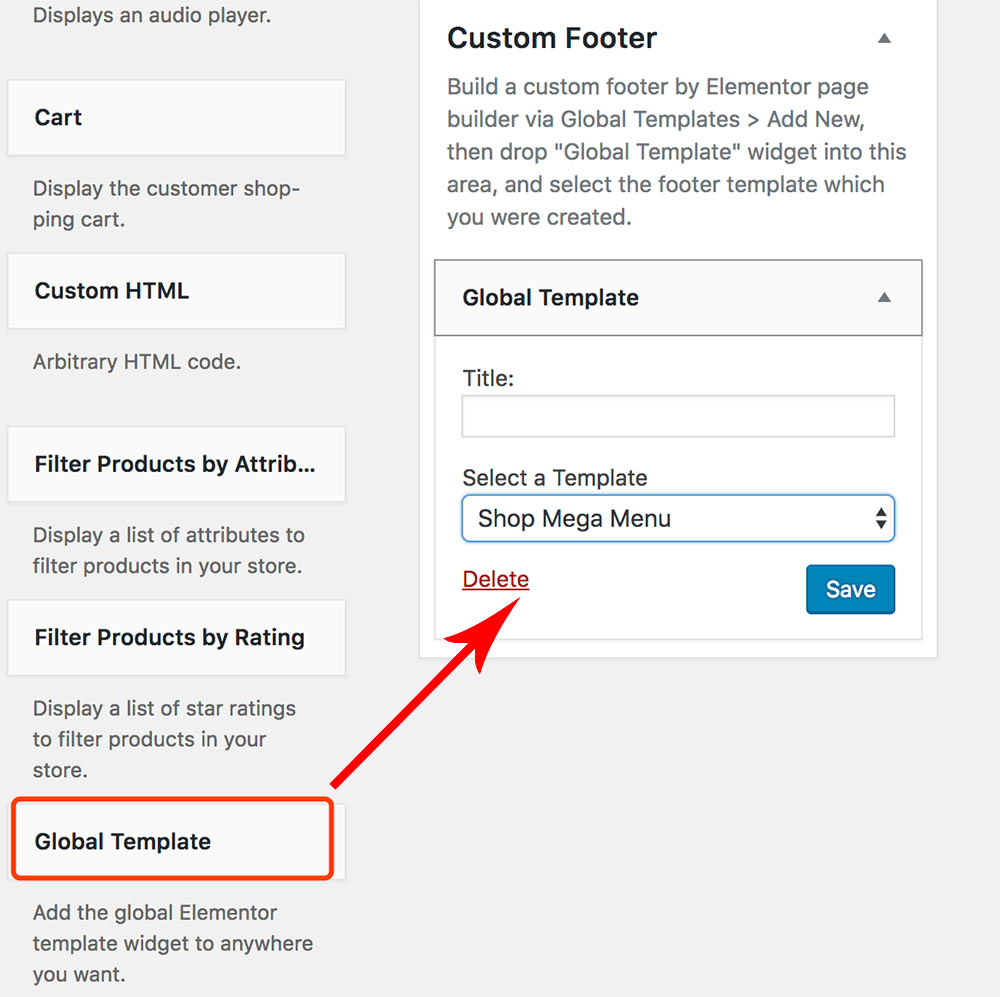 Displays an audio player.
Cart
Display the customer shop-
ping cart.
Custom HTML
Arbitrary HTML code.
Filter Products by Attrib...
Display a list of attributes to
filter products in your store.
Filter Products by Rating
Display a list of star ratings
to filter products in your
store.
Global Template
Add the global Elementor
template widget to anywhere
you want.
Custom Footer
Build a custom footer by Elementor page
builder via Global Templates > Add New,
then drop "Global Template" widget into this
area, and select the footer template which
you were created.
Global Template
Title:
Select a Template
Shop Mega Menu
Delete
Save